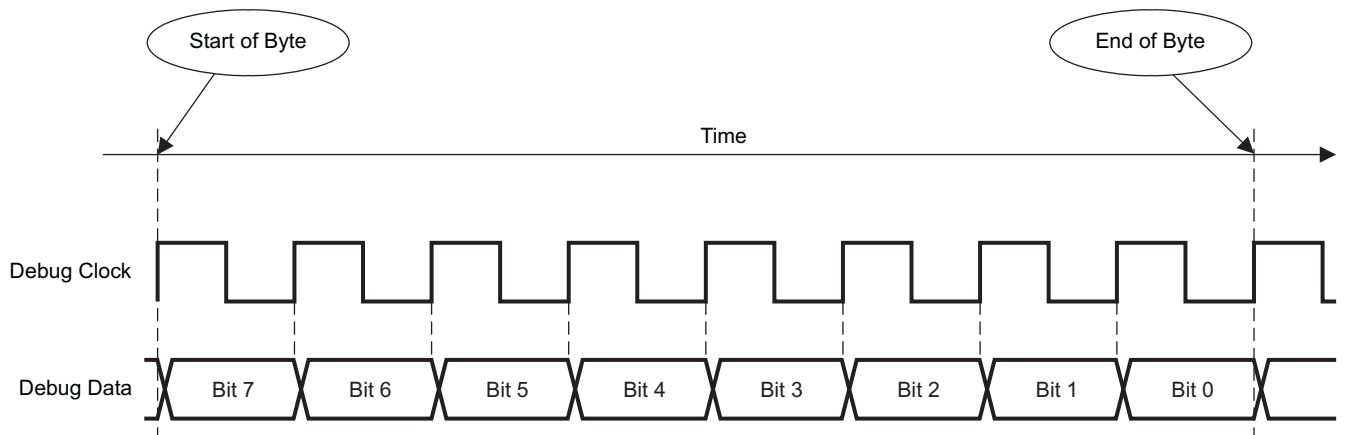 Start of Byte
End of Byte
Time
Debug Clock
Debug Data
Bit 7
Bit 6
Bit 5
Bit 4
Bit 3
Bit 2
Bit 1
Bit 0